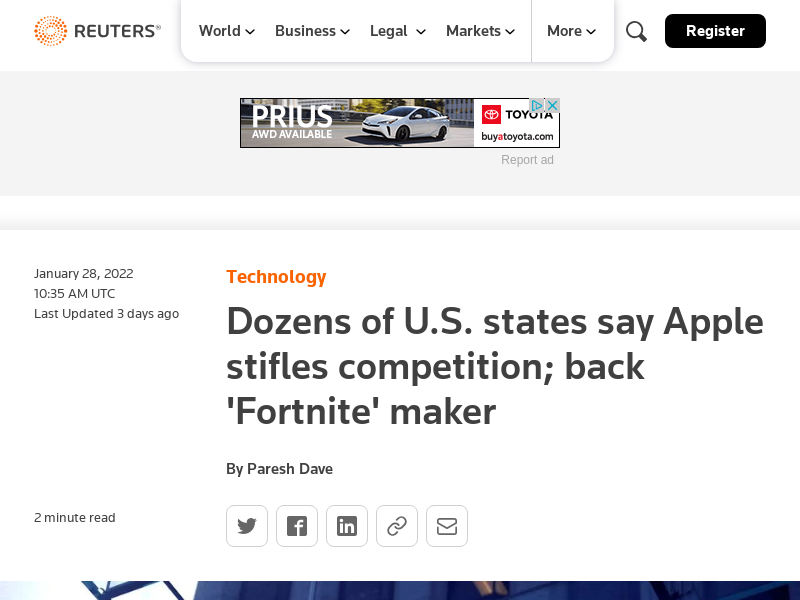 REUTERS®
World
Business
Legal
Markets
More
Register
PRIUS
AWD AVAILABLE
TOYOTA
buyatoyota.com
Report ad
January 28, 2022
10:35 AM UTC
Last Updated 3 days ago
Technology
Dozens of U.S. states say Apple
stifles competition; back
'Fortnite' maker
By Paresh Dave
2 minute read